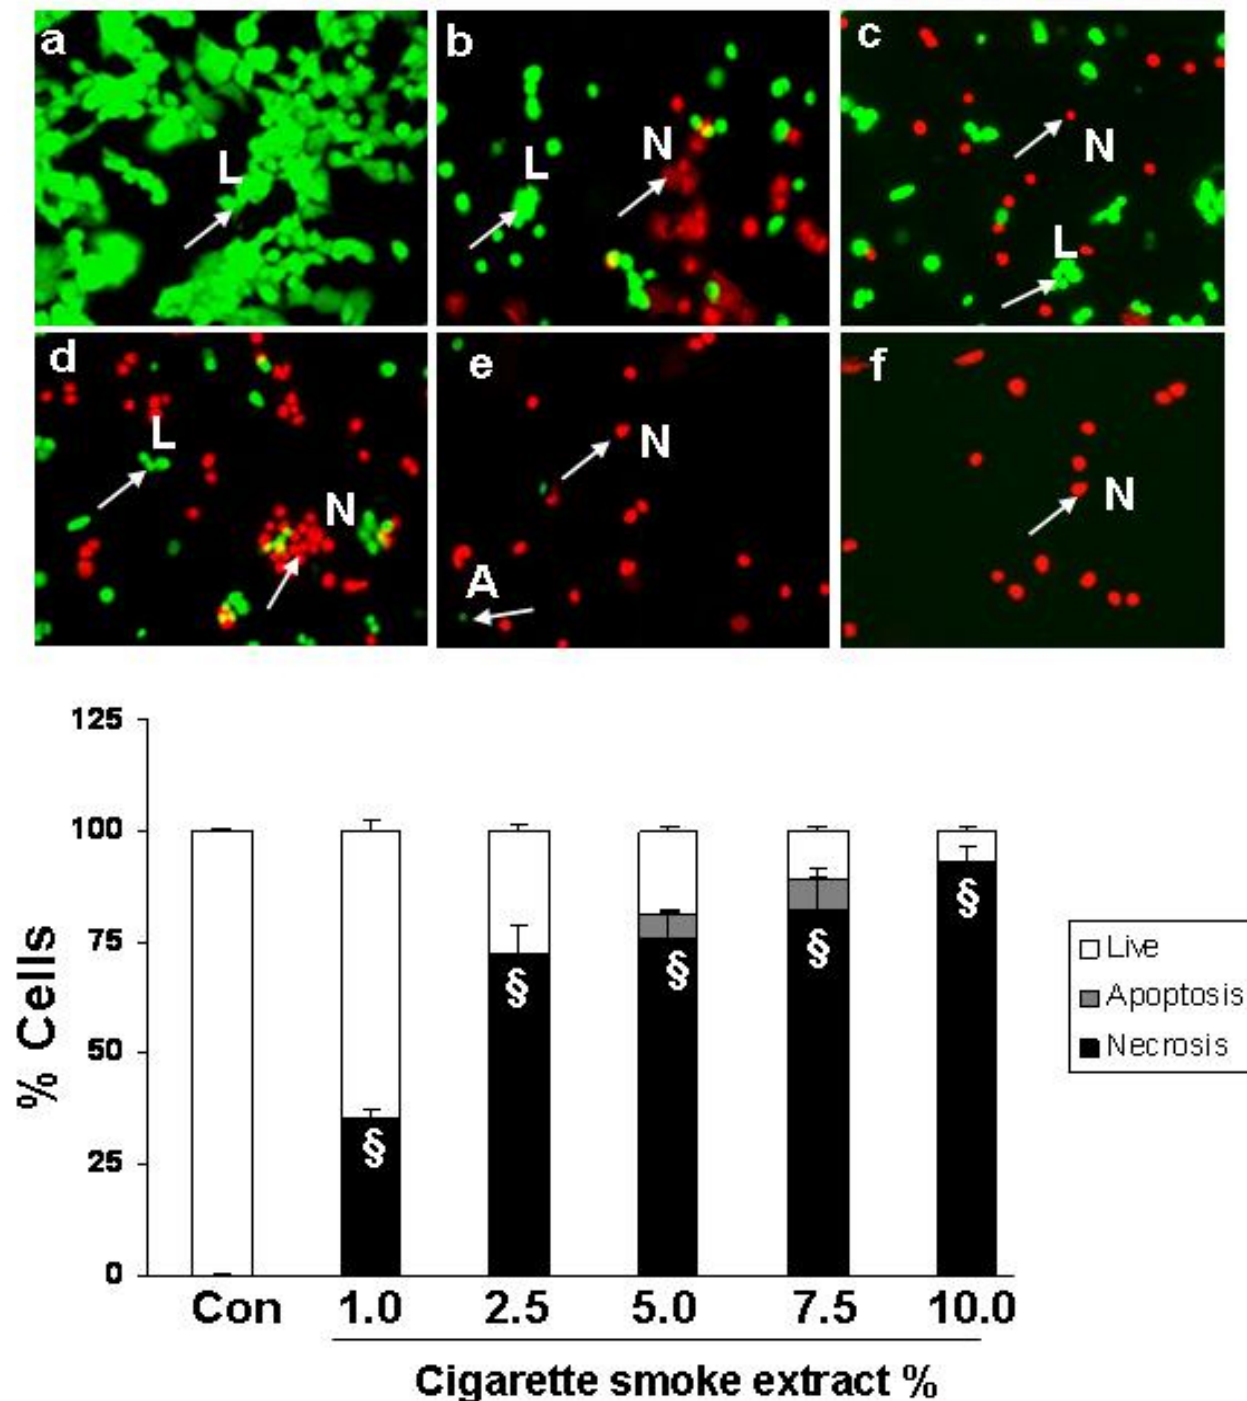 a
b
c
L
L
N
N
L
d
e
f
L
N
N
A
N
125
100
75
50
25
0
% Cells
§
§
§
§
§
Live
Apoptosis
Necrosis
Con 1.0 2.5 5.0 7.5 10.0
Cigarette smoke extract %